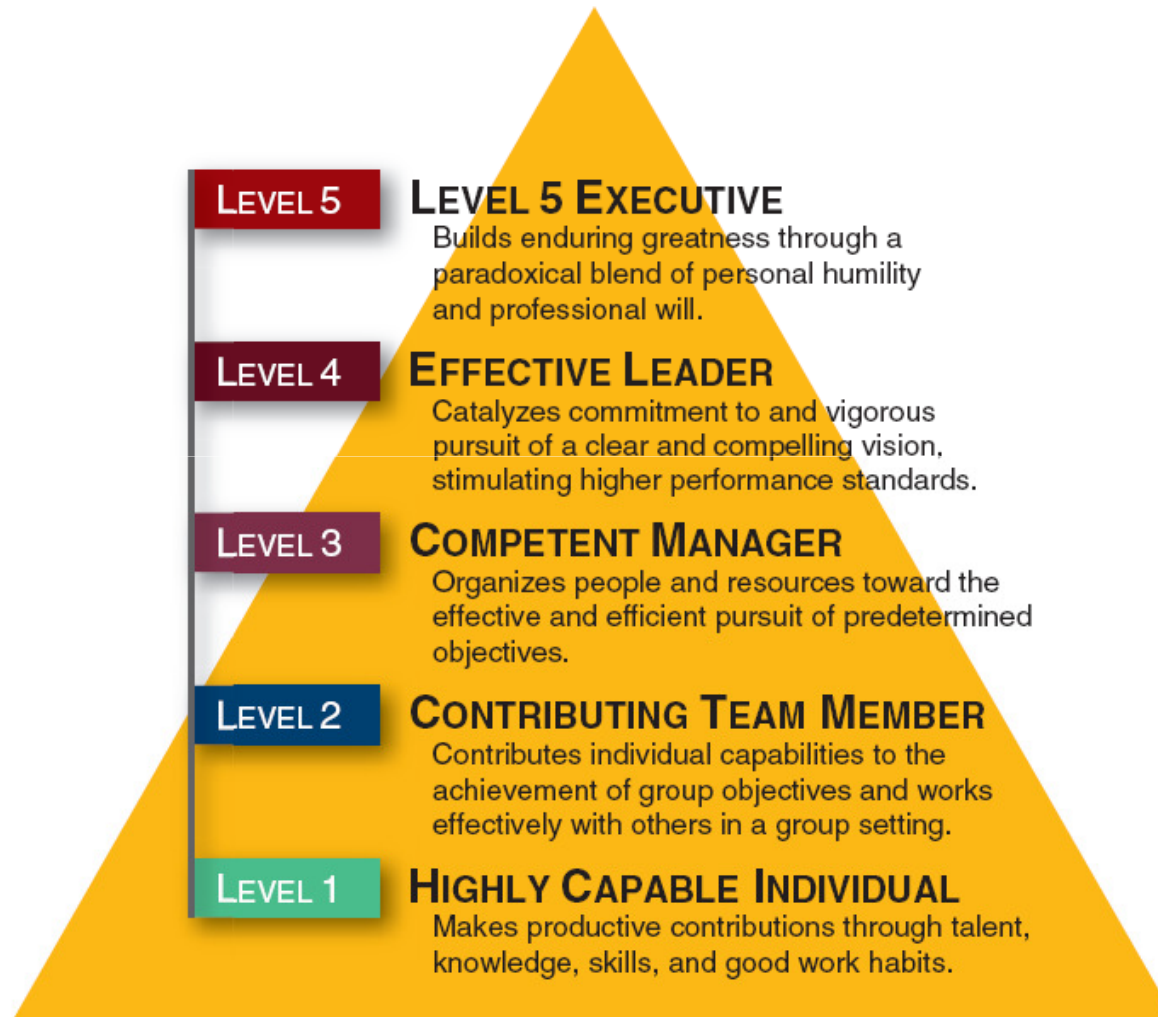 LEVEL 5
LEVEL 5 EXECUTIVE
Builds enduring greatness through a
paradoxical blend of personal humility
and professional will.
LEVEL 4
EFFECTIVE LEADER
Catalyzes commitment to and vigorous
pursuit of a clear and compelling vision,
stimulating higher performance standards.
LEVEL 3
COMPETENT MANAGER
Organizes people and resources toward the
effective and efficient pursuit of predetermined
objectives.
LEVEL 2
CONTRIBUTING TEAM MEMBER
Contributes individual capabilities to the
achievement of group objectives and works
effectively with others in a group setting.
LEVEL 1
HIGHLY CAPABLE INDIVIDUAL
Makes productive contributions through talent,
knowledge, skills, and good work habits.